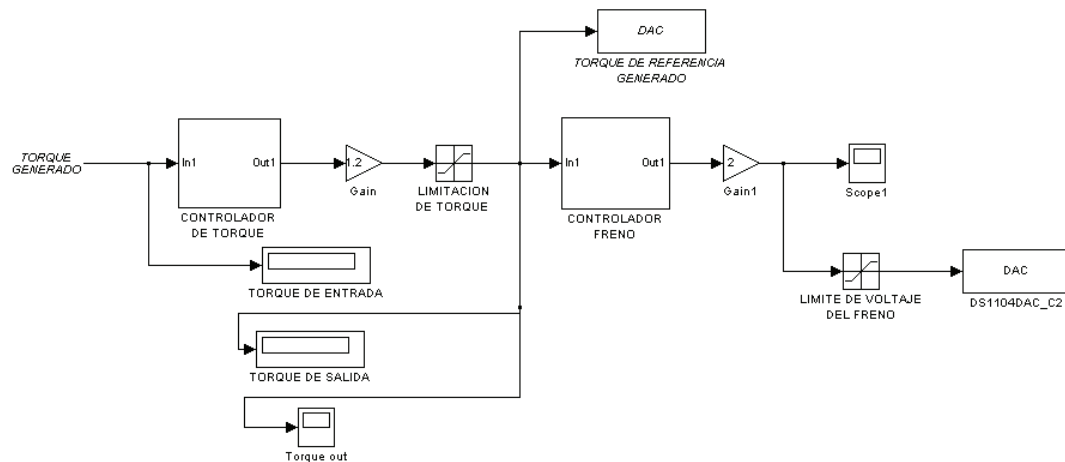 DAC
TORQUE DE REFERENCIA
GENERADO
TORQUE
GENERADO
In1
Out1
1.2
In1
Out1
2
Gain
LIMITACION
DE TORQUE
Gain1
Scope1
CONTROLADOR
DE TORQUE
CONTROLADOR
FRENO
DAC
TORQUE DE ENTRADA
LIMITE DE VOLTAJE
DEL FRENO
DS1104DAC_C2
TORQUE DE SALIDA
Torque out